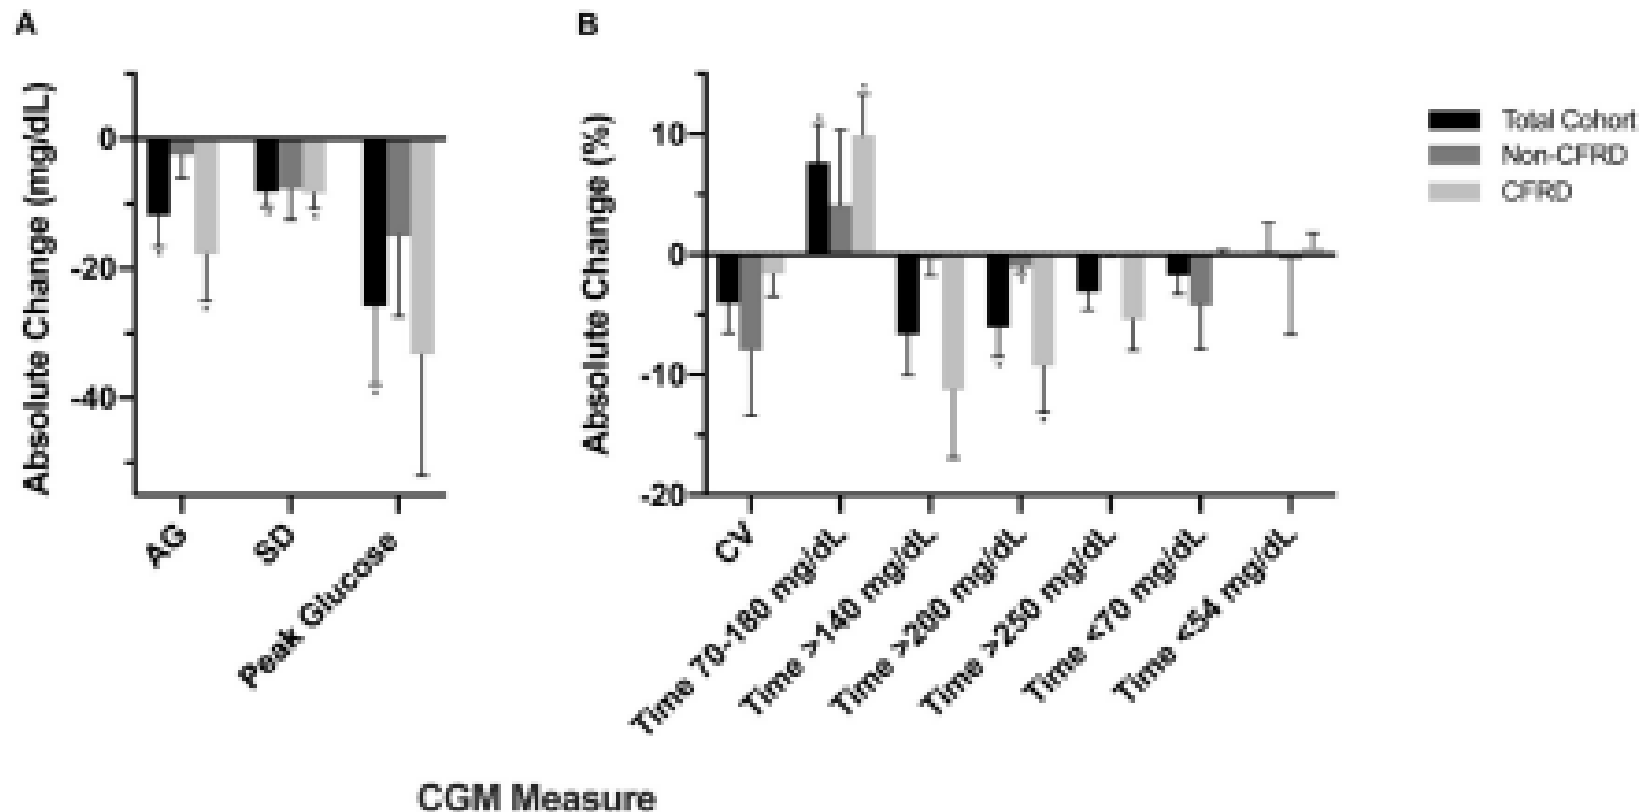 A
B
Absolute Change (mg/dL)
0
-20
-40
AG
SD
Peak Glucose
Absolute Change (%)
10
0
-10
-20
CV
Time 70-180 mg/dL
Time >140 mg/dL
Time >200 mg/dL
Time >250 mg/dL
Time <70 mg/dL
Time <54 mg/dL
Total Cohort
Non-CFRD
CFRD
CGM Measure